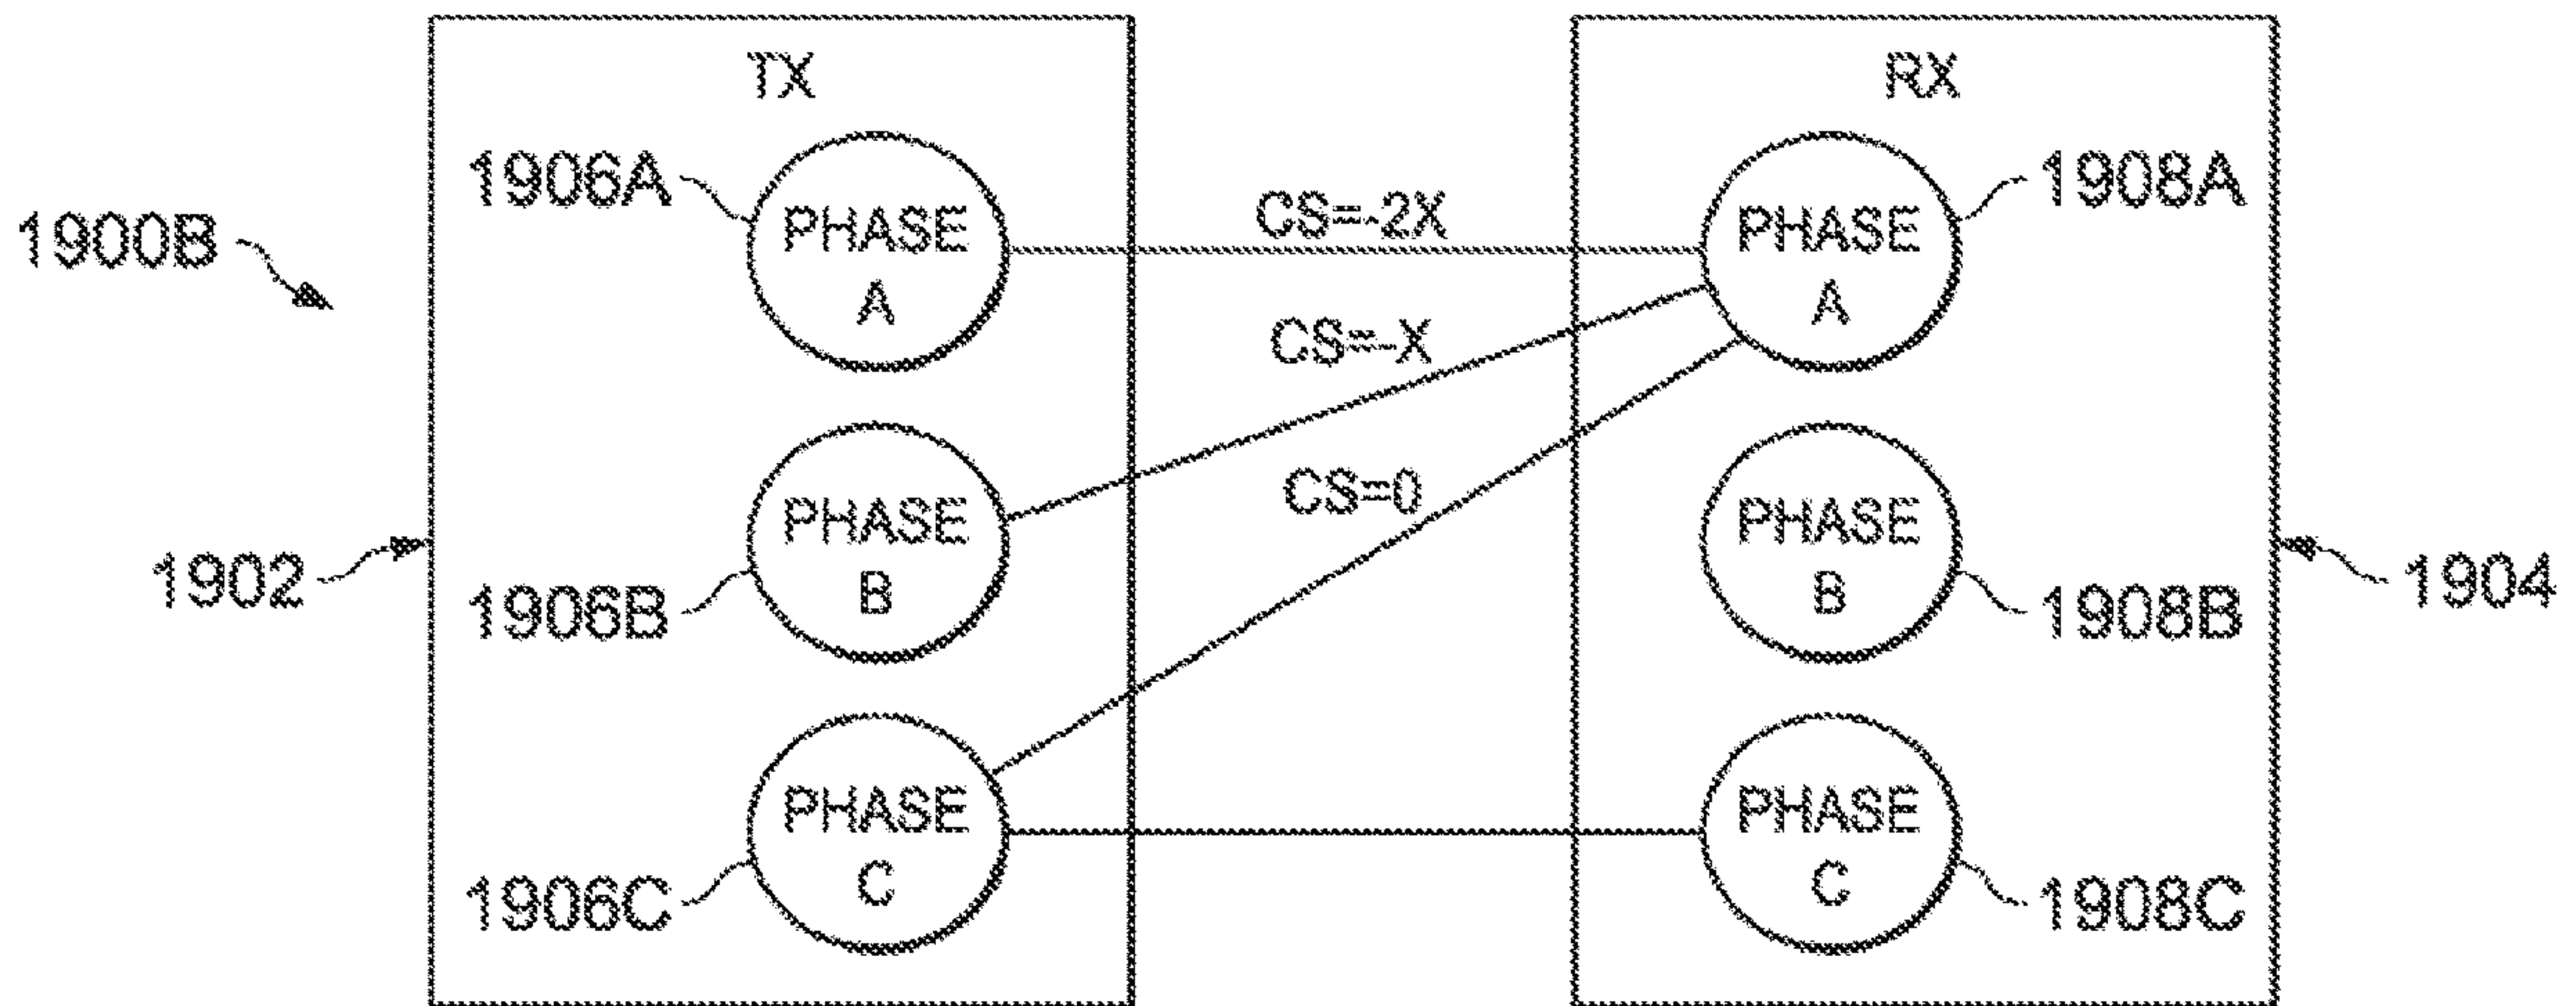 TX
RX
1906A
PHASE
A
CS=-2X
PHASE
A
1908A
1900B
CS=-X
CS=0
1902
PHASE
B
1906B
PHASE
B
1908B
1904
PHASE
C
1906C
PHASE
C
1908C